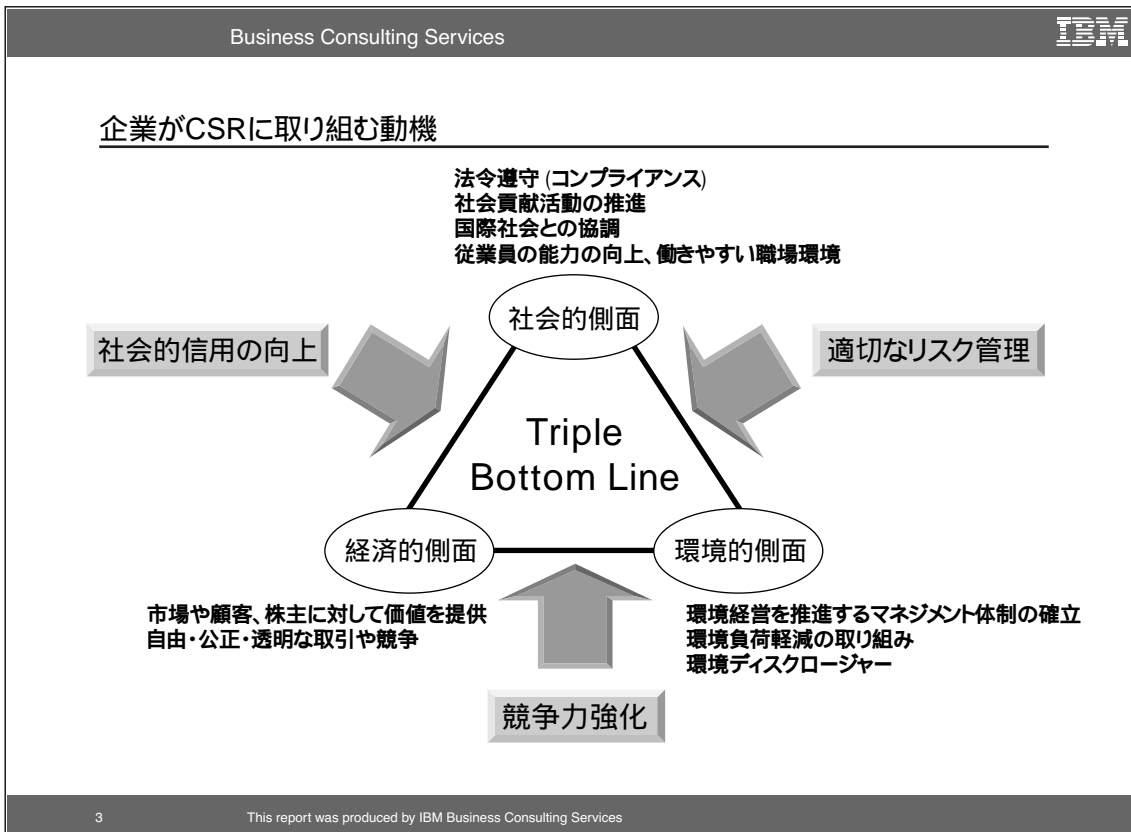 Business Consulting Services
IBM
企業がCSRに取り組む動機
法令遵守 (コンプライアンス)
社会貢献活動の推進
国際社会との協調
従業員の能力の向上、働きやすい職場環境
社会的側面
社会的信用の向上
適切なリスク管理
Triple
Bottom Line
経済的側面
環境的側面
市場や顧客、株主に対して価値を提供
自由・公正・透明な取引や競争
環境経営を推進するマネジメント体制の確立
環境負荷軽減の取り組み
環境ディスクロージャー
競争力強化
3
This report was produced by IBM Business Consulting Services